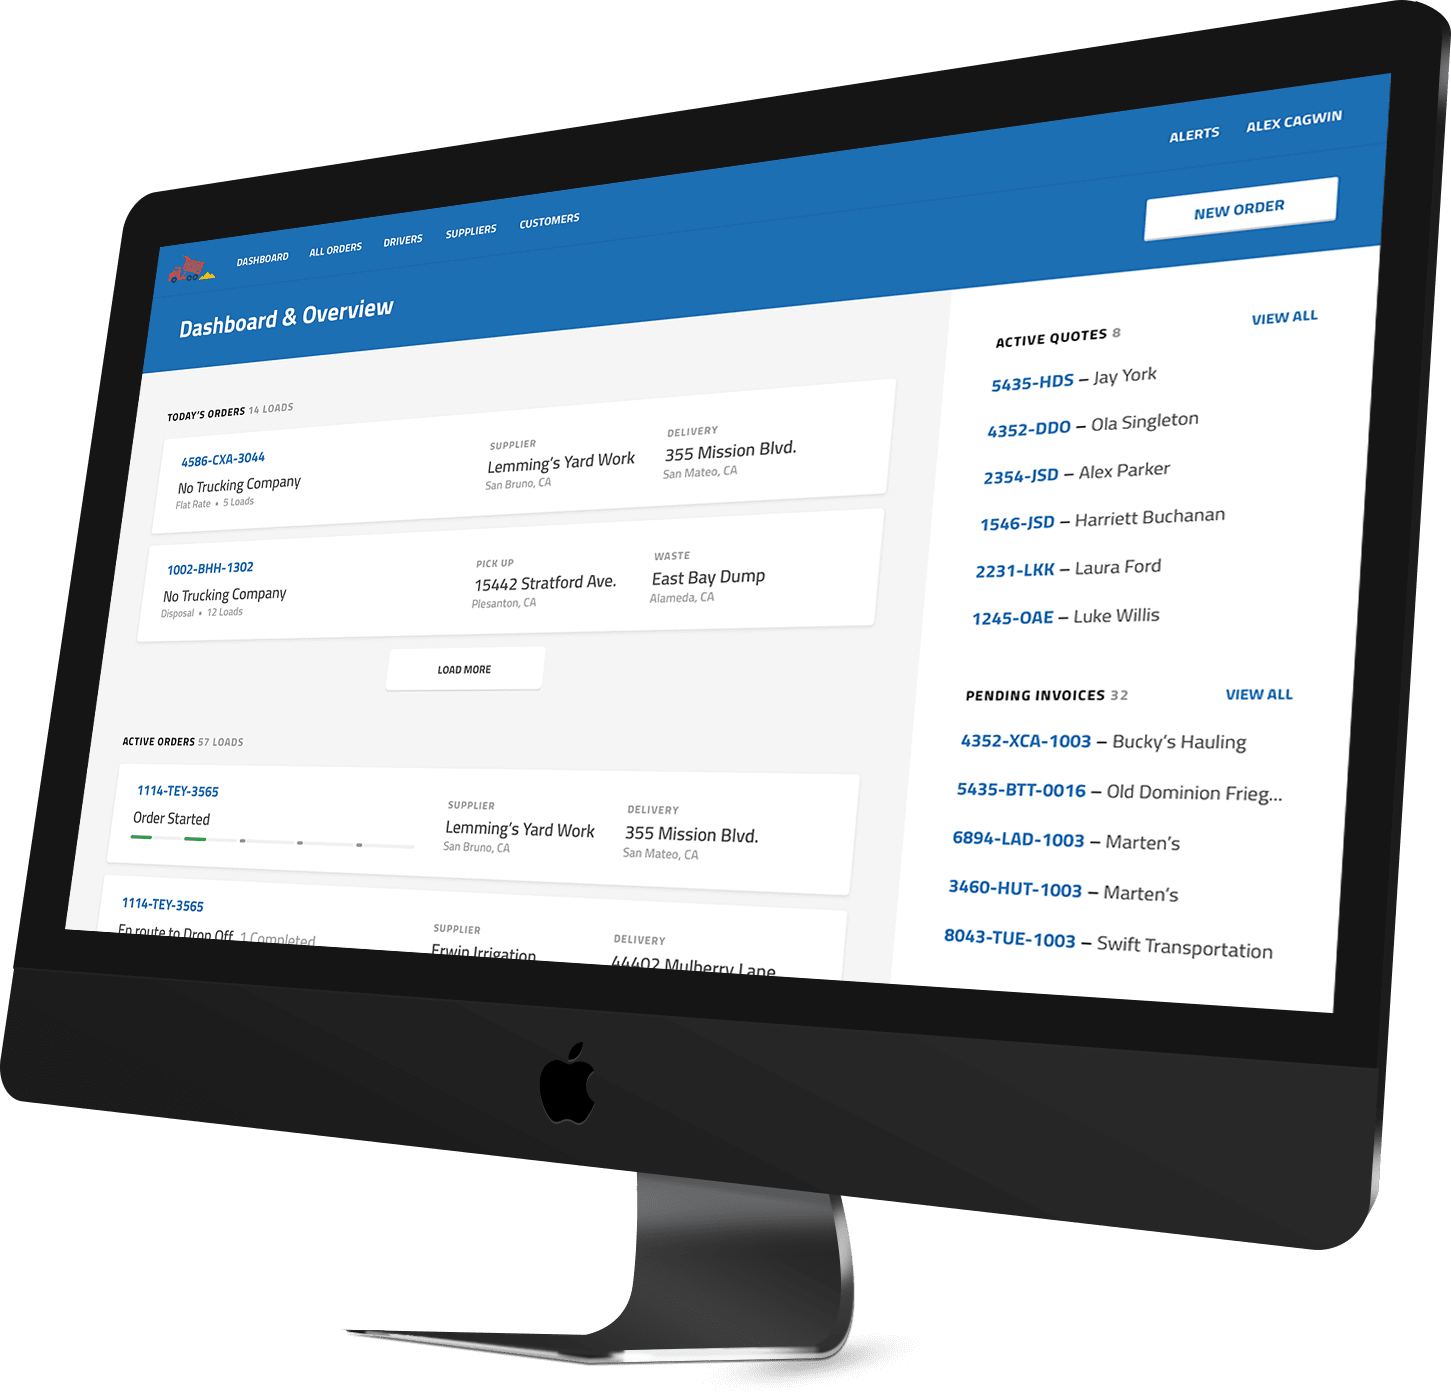 ALERTS
ALEX CAGWIN
DASHBOARD
ALL ORDERS
DRIVERS
SUPPLIERS
CUSTOMERS
NEW ORDER
Dashboard & Overview
TODAY'S ORDERS 14 LOADS
4586-CXA-3044
No Trucking Company
Flat Rate • 5 Loads
SUPPLIER
Lemming's Yard Work
San Bruno, CA
DELIVERY
355 Mission Blvd.
San Mateo, CA
1002-BHH-1302
No Trucking Company
Disposal • 12 Loads
PICK UP
15442 Stratford Ave.
Plesanton, CA
WASTE
East Bay Dump
Alameda, CA
LOAD MORE
ACTIVE ORDERS 57 LOADS
1114-TEY-3565
Order Started
SUPPLIER
Lemming's Yard Work
San Bruno, CA
DELIVERY
355 Mission Blvd.
San Mateo, CA
1114-TEY-3565
En route to Drop Off 1 Completed
SUPPLIER
Erwin Irrigation
DELIVERY
44402 Mulberry Lane
ACTIVE QUOTES 8
VIEW ALL
5435-HDS – Jay York
4352-DDO – Ola Singleton
2354-JSD – Alex Parker
1546-JSD – Harriett Buchanan
2231-LKK – Laura Ford
1245-OAE – Luke Willis
PENDING INVOICES 32
VIEW ALL
4352-XCA-1003 – Bucky's Hauling
5435-BTT-0016 – Old Dominion Frieg...
6894-LAD-1003 – Marten's
3460-HUT-1003 – Marten's
8043-TUE-1003 – Swift Transportation